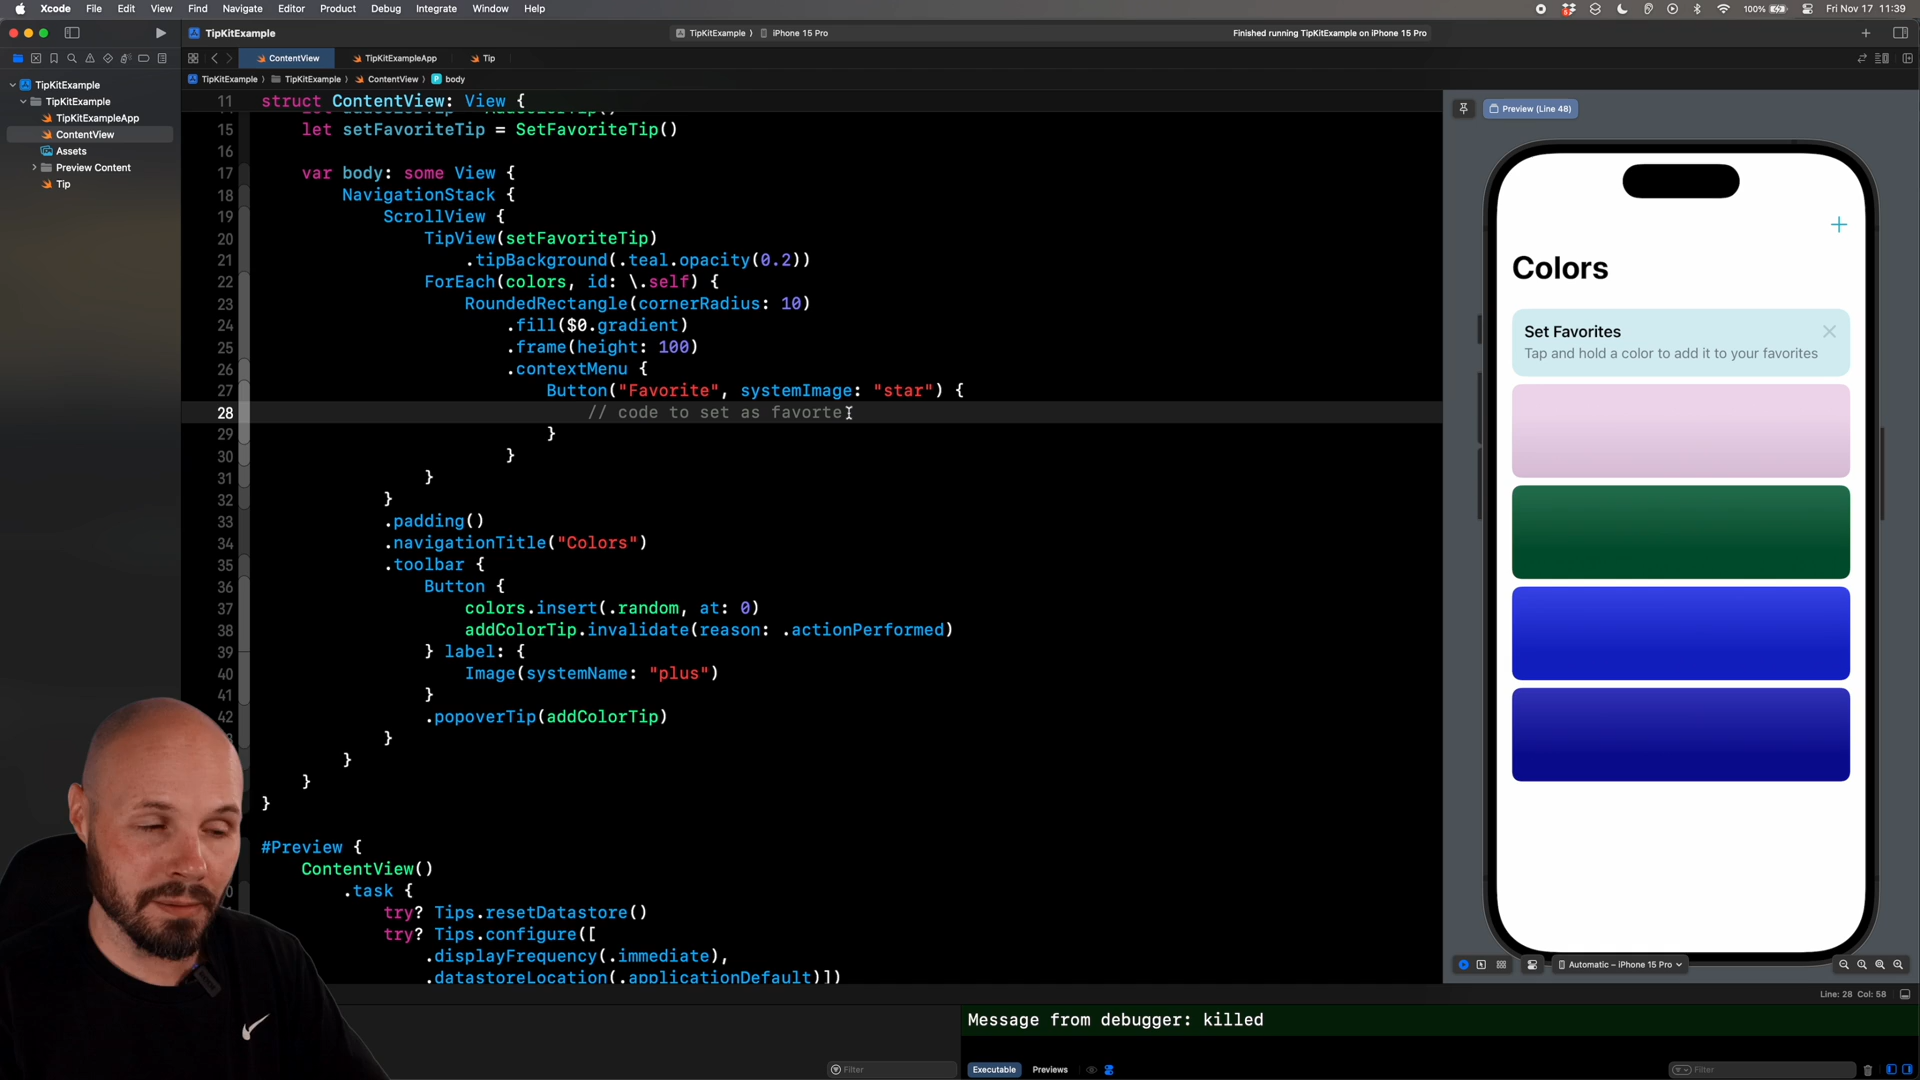 Xcode File Edit View Find Navigate Editor Product Debug Integrate Window Help
100% Fri Nov 17 11:39
TipKitExample
TipKitExample 〉 iPhone 15 Pro
Finished running TipKitExample on iPhone 15 Pro
ContentView TipKitExampleApp Tip
TipKitExample 〉 TipKitExample 〉 ContentView 〉 body
TipKitExample
TipKitExample
TipKitExampleApp
ContentView
Assets
Preview Content
Tip
11 struct ContentView: View {
15 let setFavoriteTip = SetFavoriteTip()
16
17 var body: some View {
18 NavigationStack {
19 ScrollView {
20 TipView(setFavoriteTip)
21 .tipBackground(.teal.opacity(0.2))
22 ForEach(colors, id: \.self) {
23 RoundedRectangle(cornerRadius: 10)
24 .fill($0.gradient)
25 .frame(height: 100)
26 .contextMenu {
27 Button("Favorite", systemImage: "star") {
28 // code to set as favorte
29 }
30 }
31 }
32 }
33 .padding()
34 .navigationTitle("Colors")
35 .toolbar {
36 Button {
37 colors.insert(.random, at: 0)
38 addColorTip.invalidate(reason: .actionPerformed)
39 } label: {
40 Image(systemName: "plus")
41 }
42 .popoverTip(addColorTip)
}
}
}
}
#Preview {
ContentView()
.task {
try? Tips.resetDatastore()
try? Tips.configure([
.displayFrequency(.immediate),
.datastoreLocation(.applicationDefault)])
Preview (Line 48)
Colors
Set Favorites
Tap and hold a color to add it to your favorites
Automatic – iPhone 15 Pro
Line: 28 Col: 58
Message from debugger: killed
Filter
Executable Previews
Filter